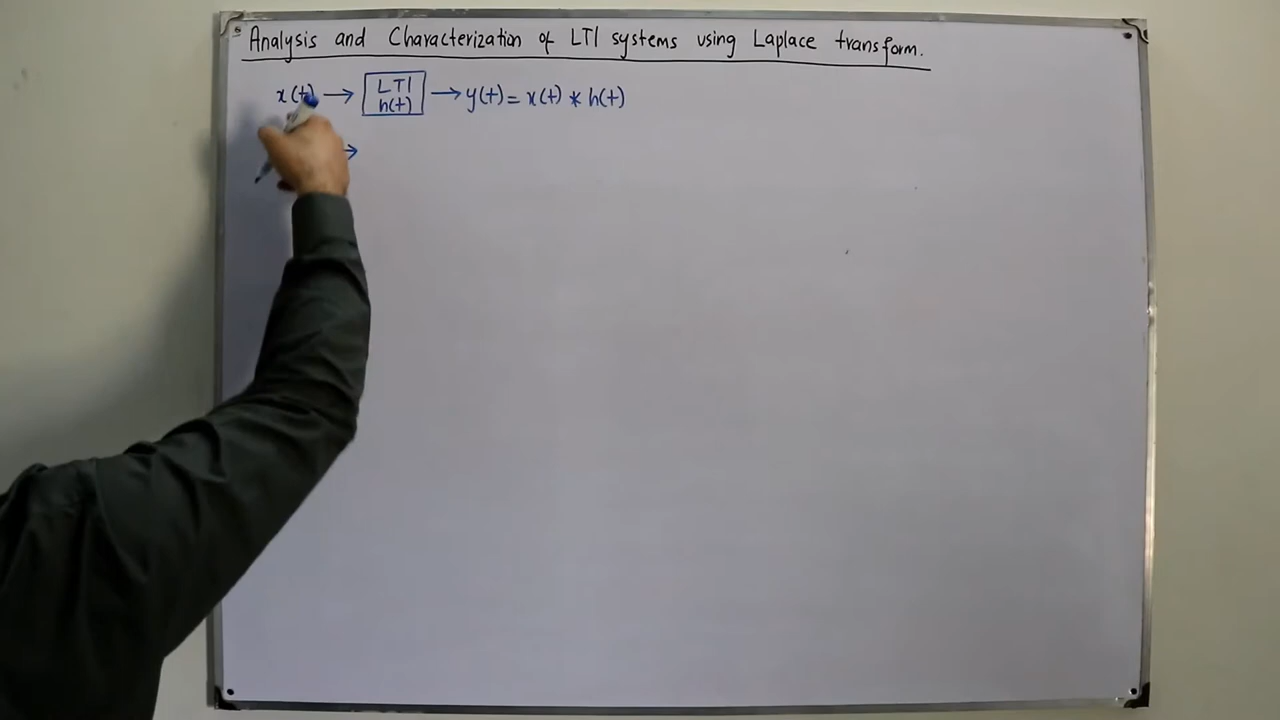 Analysis and Characterization of LTI systems using Laplace transform.
x(t) → LTI h(t) → y(t) = x(t) * h(t)
→